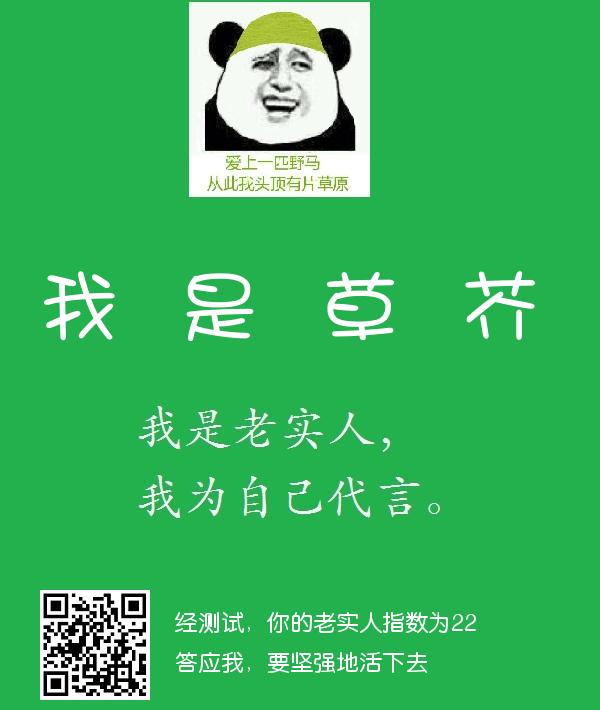 爱上一匹野马
从此我头顶有片草原
我是草芥
我是老实人，
我为自己代言。
经测试，你的老实人指数为22
答应我，要坚强地活下去